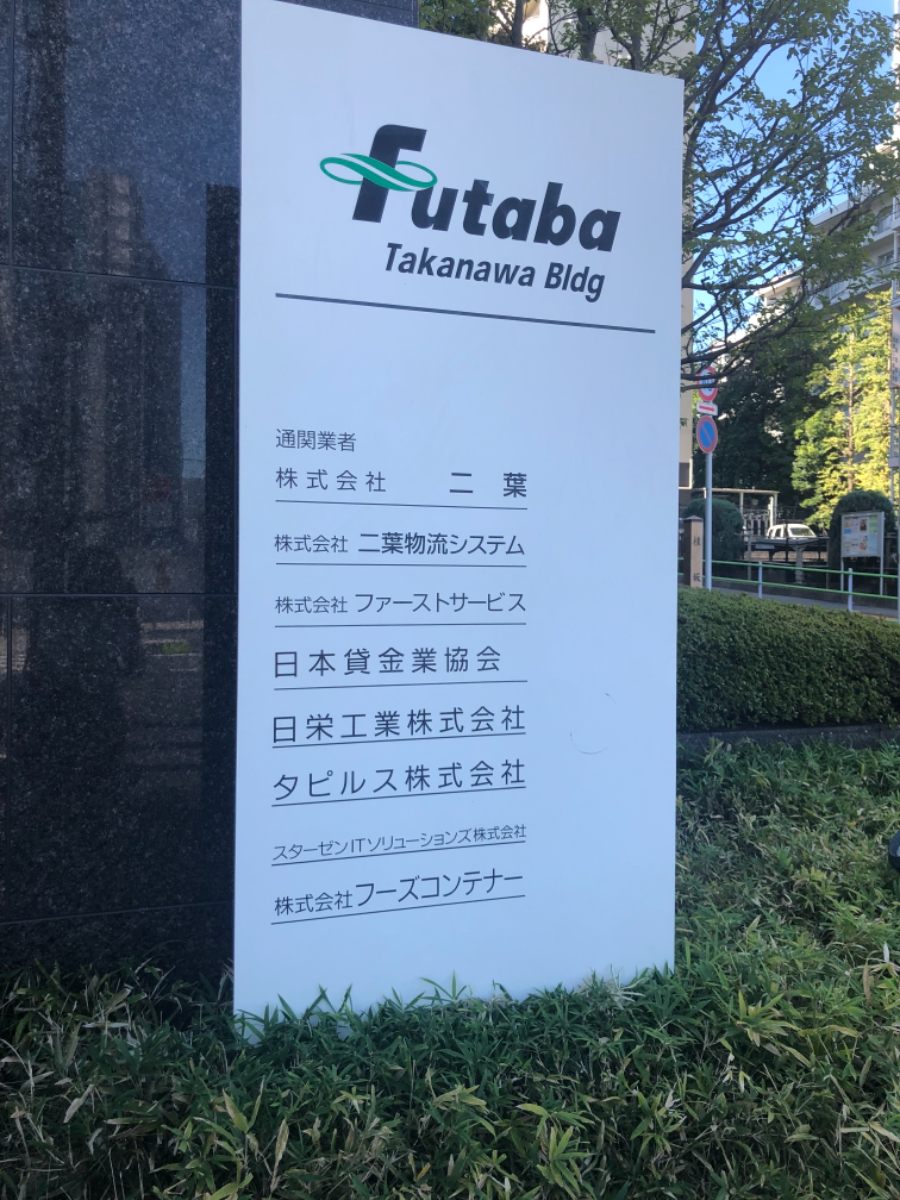 Futaba
Takanawa Bldg
通関業者
株式会社 二葉
株式会社 二葉物流システム
株式会社 ファーストサービス
日本貸金業協会
日栄工業株式会社
タピルス株式会社
スターゼンITソリューションズ株式会社
株式会社フーズコンテナー